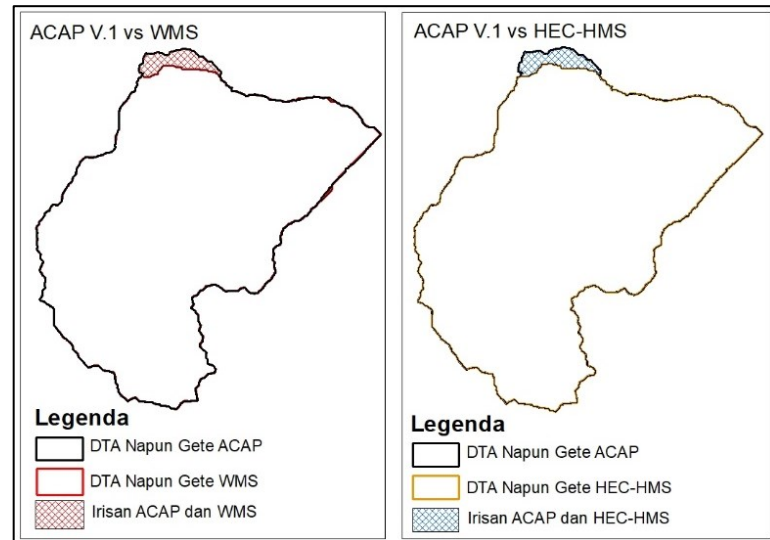 ACAP V.1 vs WMS
Legenda
DTA Napun Gete ACAP
DTA Napun Gete WMS
Irisan ACAP dan WMS
ACAP V.1 vs HEC-HMS
Legenda
DTA Napun Gete ACAP
DTA Napun Gete HEC-HMS
Irisan ACAP dan HEC-HMS